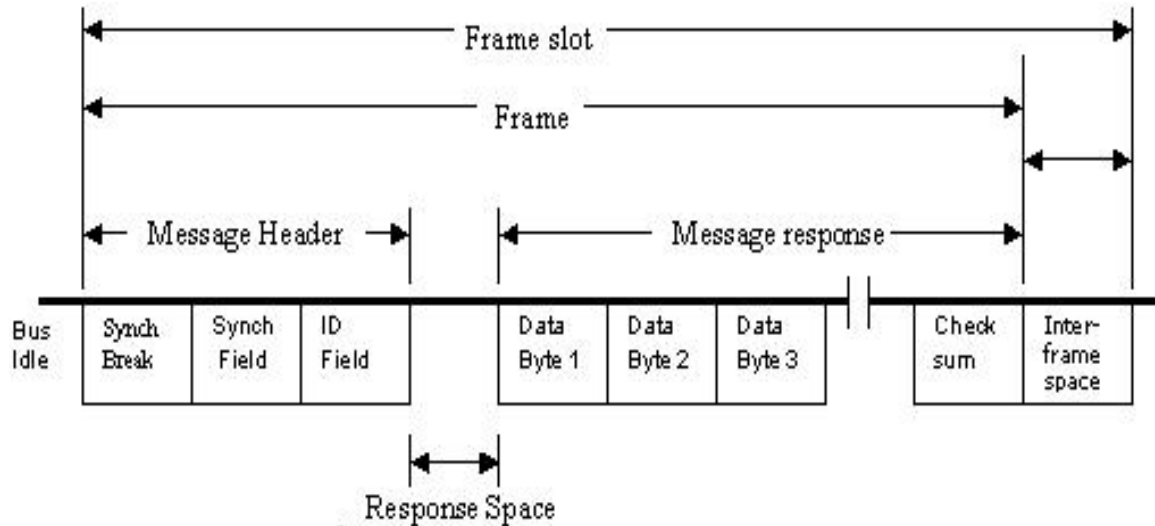 Frame slot
Frame
Message Header
Message response
Bus
Idle
Synch
Break
Synch
Field
ID
Field
Data
Byte 1
Data
Byte 2
Data
Byte 3
Check
sum
Inter-
frame
space
Response Space